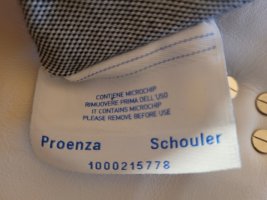 CONTIENE MICROCHIP
RIMUOVERE PRIMA DELL'USO
IT CONTAINS MICROCHIP
PLEASE REMOVE BEFORE USE
Proenza Schouler
1000215778